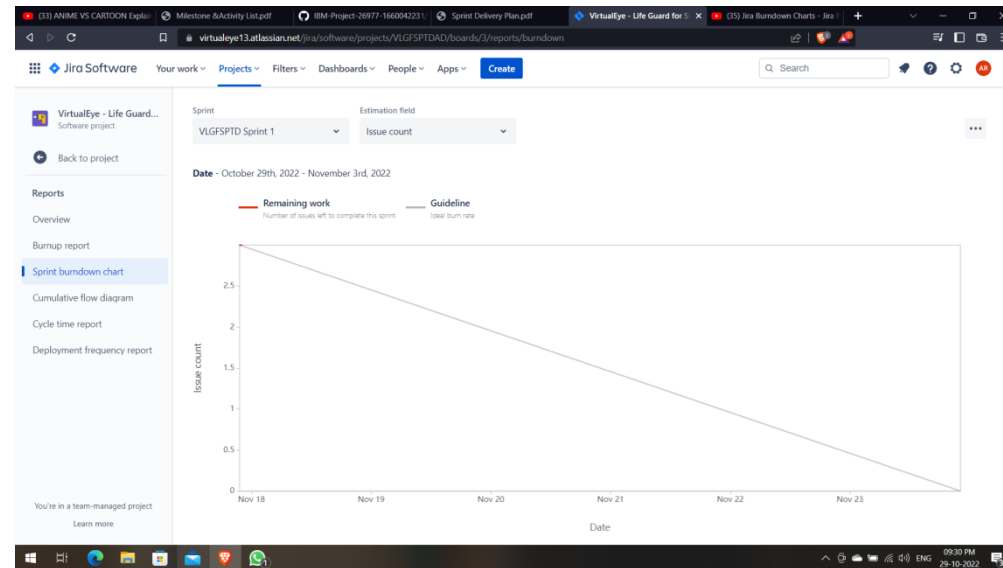 (33) ANIME VS CARTOON Explain
Milestone &Activity List.pdf
IBM-Project-26977-1660042231/
Sprint Delivery Plan.pdf
VirtualEye - Life Guard for S
(35) Jira Burndown Charts - Jira
virtualeye13.atlassian.net/jira/software/projects/VLGFSPTDAD/boards/3/reports/burndown
Jira Software Your work Projects Filters Dashboards People Apps Create Search AR
VirtualEye - Life Guard...
Software project
Back to project
Reports
Overview
Burnup report
Sprint burndown chart
Cumulative flow diagram
Cycle time report
Deployment frequency report
You're in a team-managed project
Learn more
Sprint Estimation field
VLGFSPTD Sprint 1 Issue count
Date - October 29th, 2022 - November 3rd, 2022
Remaining work Guideline
Number of issues left to complete this sprint Ideal burn rate
2.5
2
1.5
1
0.5
0
Issue count
Nov 18 Nov 19 Nov 20 Nov 21 Nov 22 Nov 23
Date
ENG 09:30 PM
29-10-2022